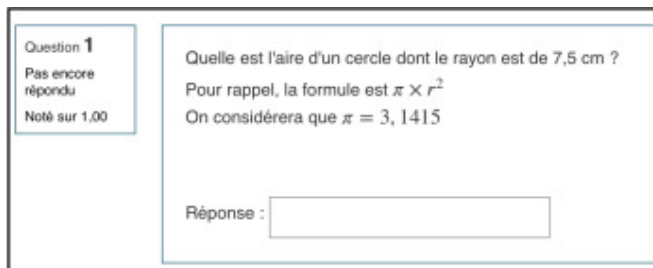 Question 1
Pas encore
répondu
Noté sur 1,00
Quelle est l'aire d'un cercle dont le rayon est de 7,5 cm ?
Pour rappel, la formule est π × r²
On considérera que π = 3, 1415
Réponse :